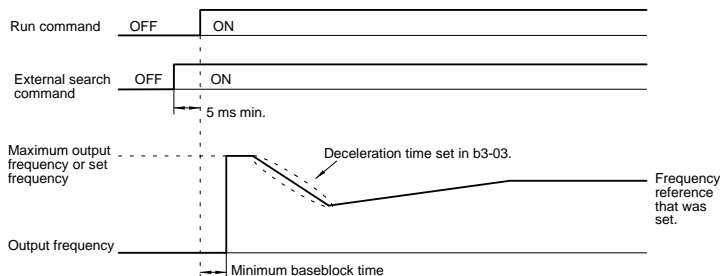 Run command
OFF
ON
External search
command
OFF
ON
5 ms min.
Maximum output
frequency or set
frequency
Deceleration time set in b3-03.
Frequency
reference
that was
set.
Output frequency
Minimum baseblock time